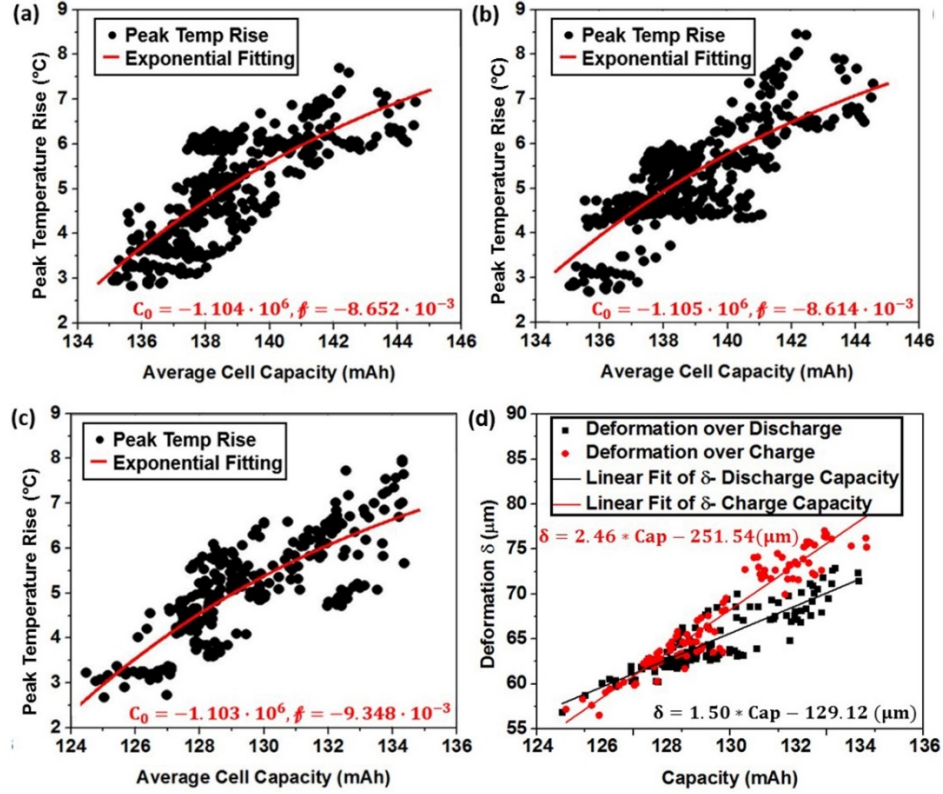 (a)
Peak Temp Rise
Exponential Fitting
Peak Temperature Rise (°C)
9
8
7
6
5
4
3
2
C₀ = −1.104 · 10⁶, 𝒻 = −8.652 · 10⁻³
134 136 138 140 142 144 146
Average Cell Capacity (mAh)
(b)
Peak Temp Rise
Exponential Fitting
Peak Temperature Rise (°C)
9
8
7
6
5
4
3
2
C₀ = −1.105 · 10⁶, 𝒻 = −8.614 · 10⁻³
134 136 138 140 142 144 146
Average Cell Capacity (mAh)
(c)
Peak Temp Rise
Exponential Fitting
Peak Temperature Rise (°C)
9
8
7
6
5
4
3
2
C₀ = −1.103 · 10⁶, 𝒻 = −9.348 · 10⁻³
124 126 128 130 132 134 136
Average Cell Capacity (mAh)
(d)
Deformation over Discharge
Deformation over Charge
Linear Fit of δ- Discharge Capacity
Linear Fit of δ- Charge Capacity
Deformation δ (μm)
90
85
80
75
70
65
60
55
δ = 2.46 * Cap − 251.54(μm)
δ = 1.50 * Cap − 129.12 (μm)
124 126 128 130 132 134 136
Capacity (mAh)